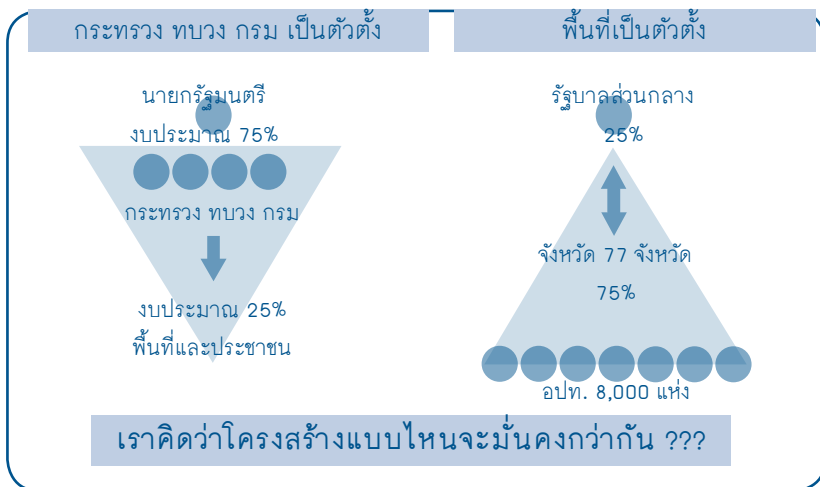 กระทรวง ทบวง กรม เป็นตัวตั้ง
นายกรัฐมนตรี
งบประมาณ 75%
กระทรวง ทบวง กรม
งบประมาณ 25%
พื้นที่และประชาชน
พื้นที่เป็นตัวตั้ง
รัฐบาลส่วนกลาง
25%
จังหวัด 77 จังหวัด
75%
อปท. 8,000 แห่ง
เราคิดว่าโครงสร้างแบบไหนจะมั่นคงกว่ากัน ???